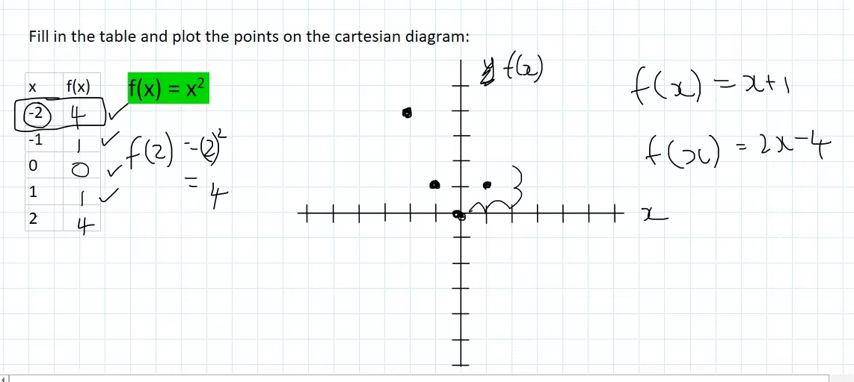 Fill in the table and plot the points on the cartesian diagram:
y f(x)
x f(x)
f(x) = x²
f(x) = x+1
-2 4
-1 1
f(2) = (2)²
f(x) = 2x-4
0 0
= 4
1 1
x
2 4